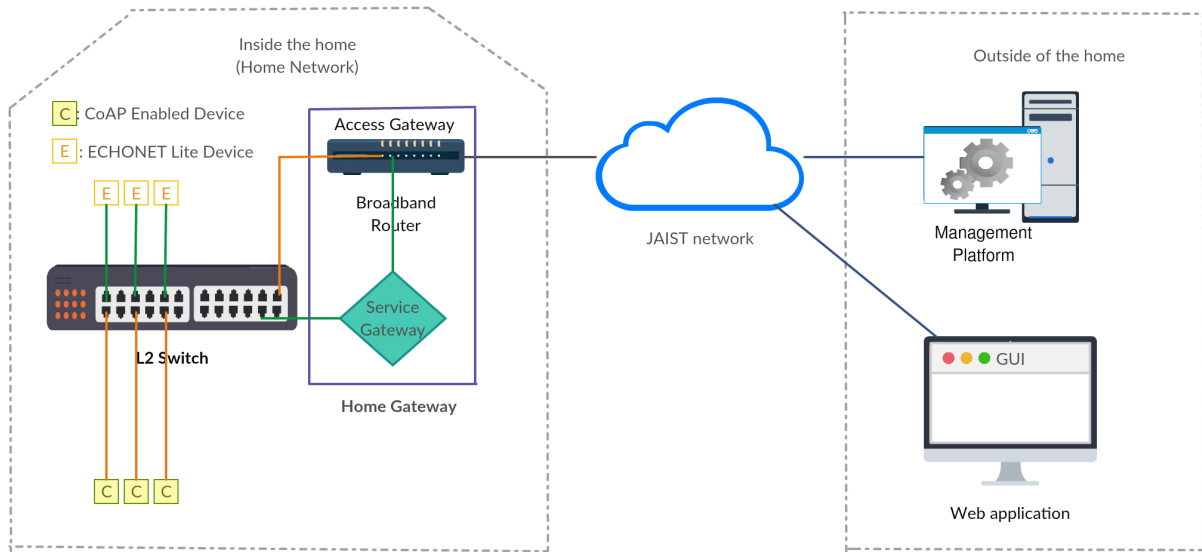 Inside the home
(Home Network)
C : CoAP Enabled Device
E : ECHONET Lite Device
E E E
Access Gateway
Broadband
Router
Service
Gateway
L2 Switch
Home Gateway
C C C
JAIST network
Outside of the home
Management
Platform
GUI
Web application